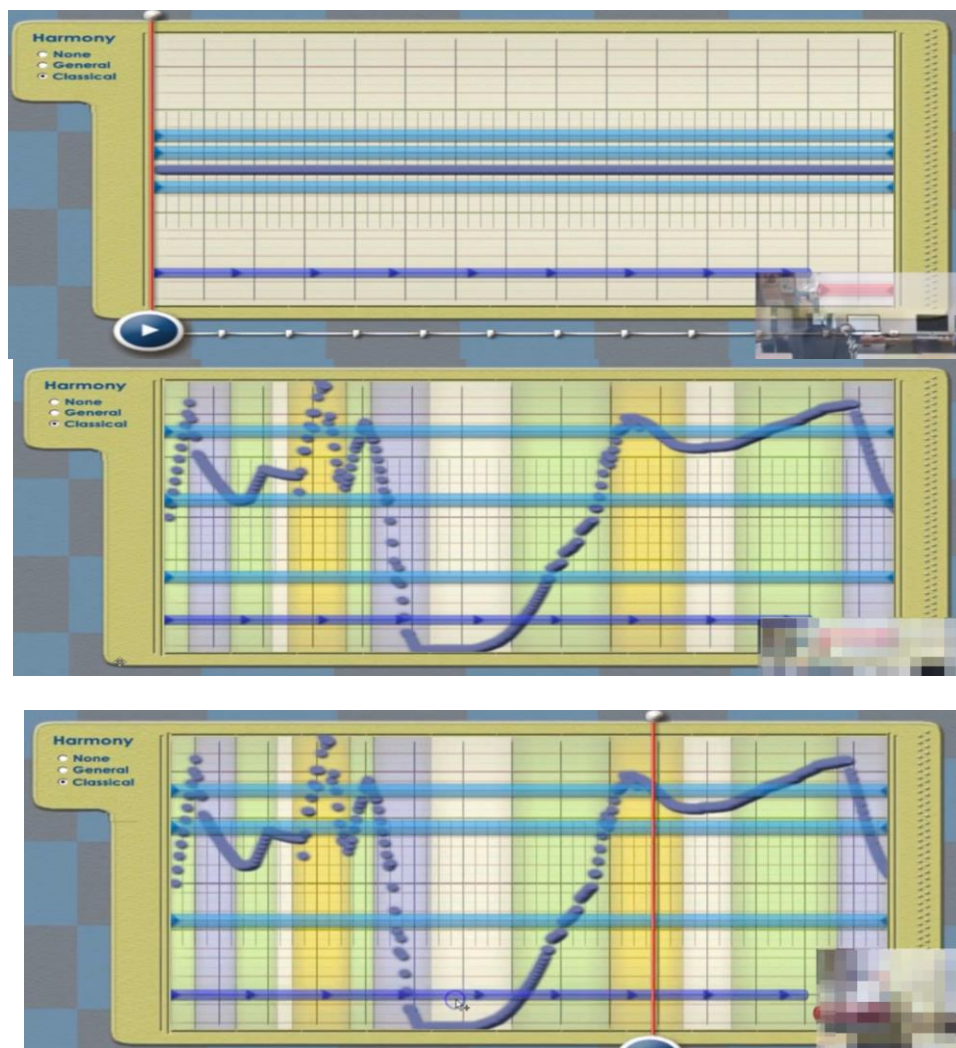 Harmony
None
General
Classical
Harmony
None
General
Classical
Harmony
None
General
Classical